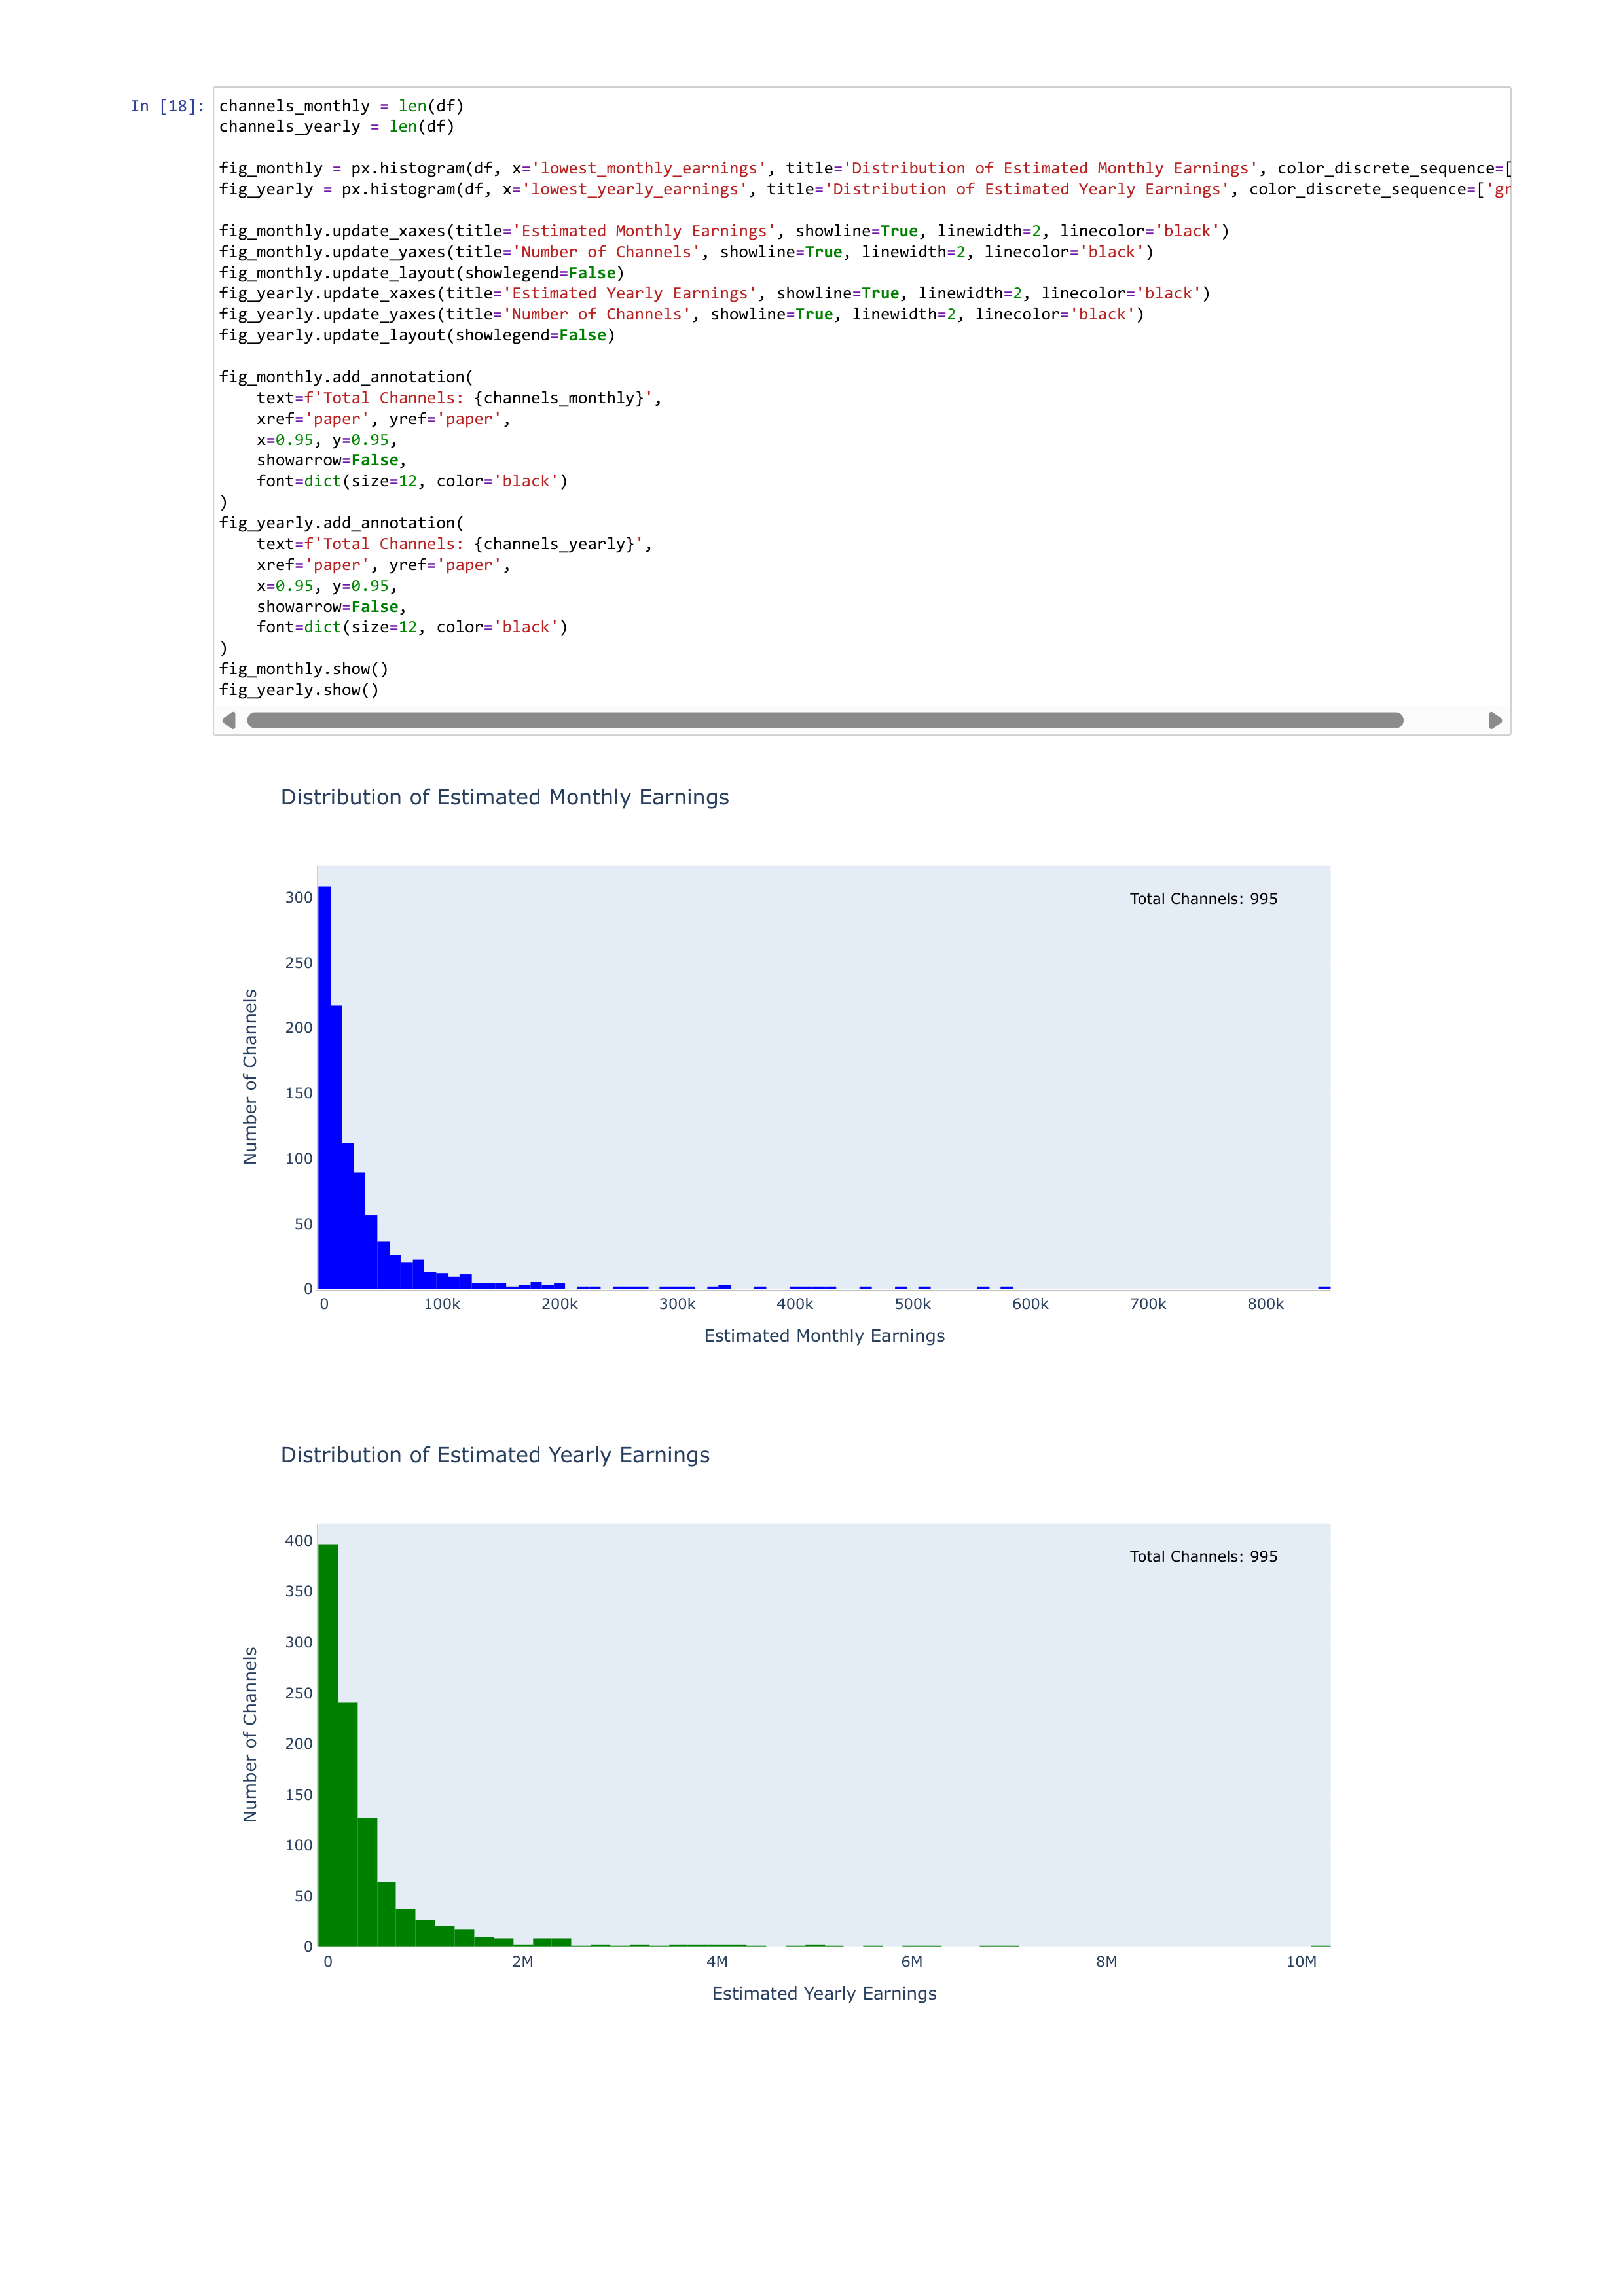 In [18]:
channels_monthly = len(df)
channels_yearly = len(df)
fig_monthly = px.histogram(df, x='lowest_monthly_earnings', title='Distribution of Estimated Monthly Earnings', color_discrete_sequence=[
fig_yearly = px.histogram(df, x='lowest_yearly_earnings', title='Distribution of Estimated Yearly Earnings', color_discrete_sequence=['gr
fig_monthly.update_xaxes(title='Estimated Monthly Earnings', showline=True, linewidth=2, linecolor='black')
fig_monthly.update_yaxes(title='Number of Channels', showline=True, linewidth=2, linecolor='black')
fig_monthly.update_layout(showlegend=False)
fig_yearly.update_xaxes(title='Estimated Yearly Earnings', showline=True, linewidth=2, linecolor='black')
fig_yearly.update_yaxes(title='Number of Channels', showline=True, linewidth=2, linecolor='black')
fig_yearly.update_layout(showlegend=False)
fig_monthly.add_annotation(
    text=f'Total Channels: {channels_monthly}',
    xref='paper', yref='paper',
    x=0.95, y=0.95,
    showarrow=False,
    font=dict(size=12, color='black')
)
fig_yearly.add_annotation(
    text=f'Total Channels: {channels_yearly}',
    xref='paper', yref='paper',
    x=0.95, y=0.95,
    showarrow=False,
    font=dict(size=12, color='black')
)
fig_monthly.show()
fig_yearly.show()
Distribution of Estimated Monthly Earnings
Total Channels: 995
300
250
200
150
100
50
0
Number of Channels
0 100k 200k 300k 400k 500k 600k 700k 800k
Estimated Monthly Earnings
Distribution of Estimated Yearly Earnings
Total Channels: 995
400
350
300
250
200
150
100
50
0
Number of Channels
0 2M 4M 6M 8M 10M
Estimated Yearly Earnings